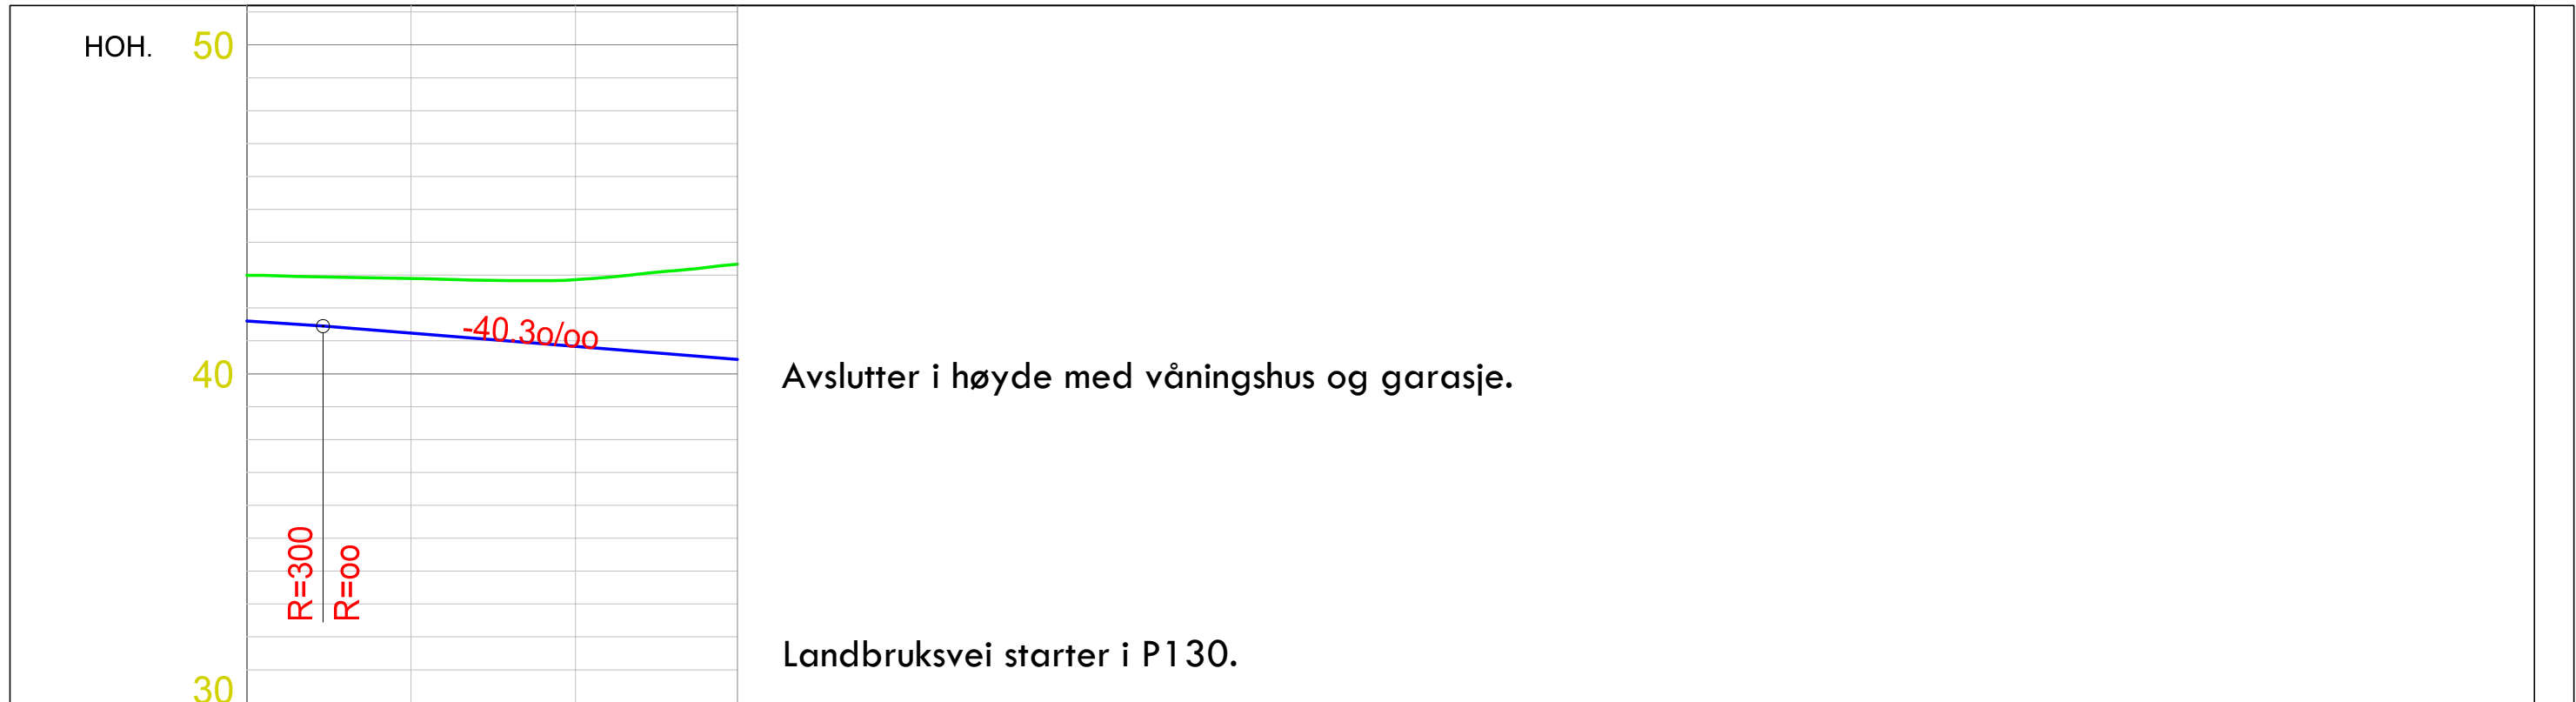 HOH.
50
-40.3o/oo
40
Avslutter i høyde med våningshus og garasje.
R=300
R=oo
Landbruksvei starter i P130.
30